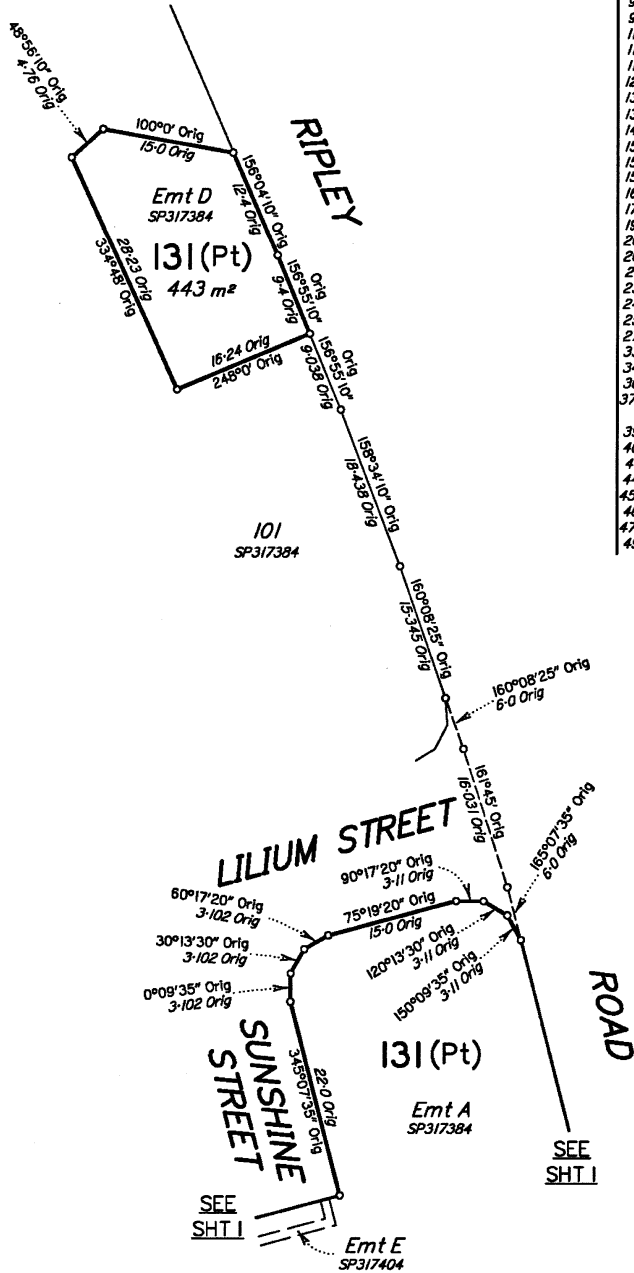 48°56'10" Orig
4·76 Orig
100°0' Orig
15·0 Orig
RIPLEY
Emt D
SP317384
131(Pt)
443 m²
156°04'10" Orig
12·4 Orig
28·23 Orig
334°48' Orig
156°55'10" Orig
9·4 Orig
16·24 Orig
248°0' Orig
156°55'10" Orig
9·038 Orig
158°34'10" Orig
18·438 Orig
101
SP317384
160°08'25" Orig
15·345 Orig
160°08'25" Orig
6·0 Orig
161°45' Orig
16·031 Orig
165°07'35" Orig
6·0 Orig
LILIUM STREET
90°17'20" Orig
3·11 Orig
60°17'20" Orig
3·102 Orig
75°19'20" Orig
15·0 Orig
30°13'30" Orig
3·102 Orig
120°13'30" Orig
3·11 Orig
0°09'35" Orig
3·102 Orig
150°09'35" Orig
3·11 Orig
ROAD
SUNSHINE
STREET
22·0 Orig
345°07'35" Orig
131(Pt)
Emt A
SP317384
SEE
SHT 1
SEE
SHT 1
Emt E
SP317404